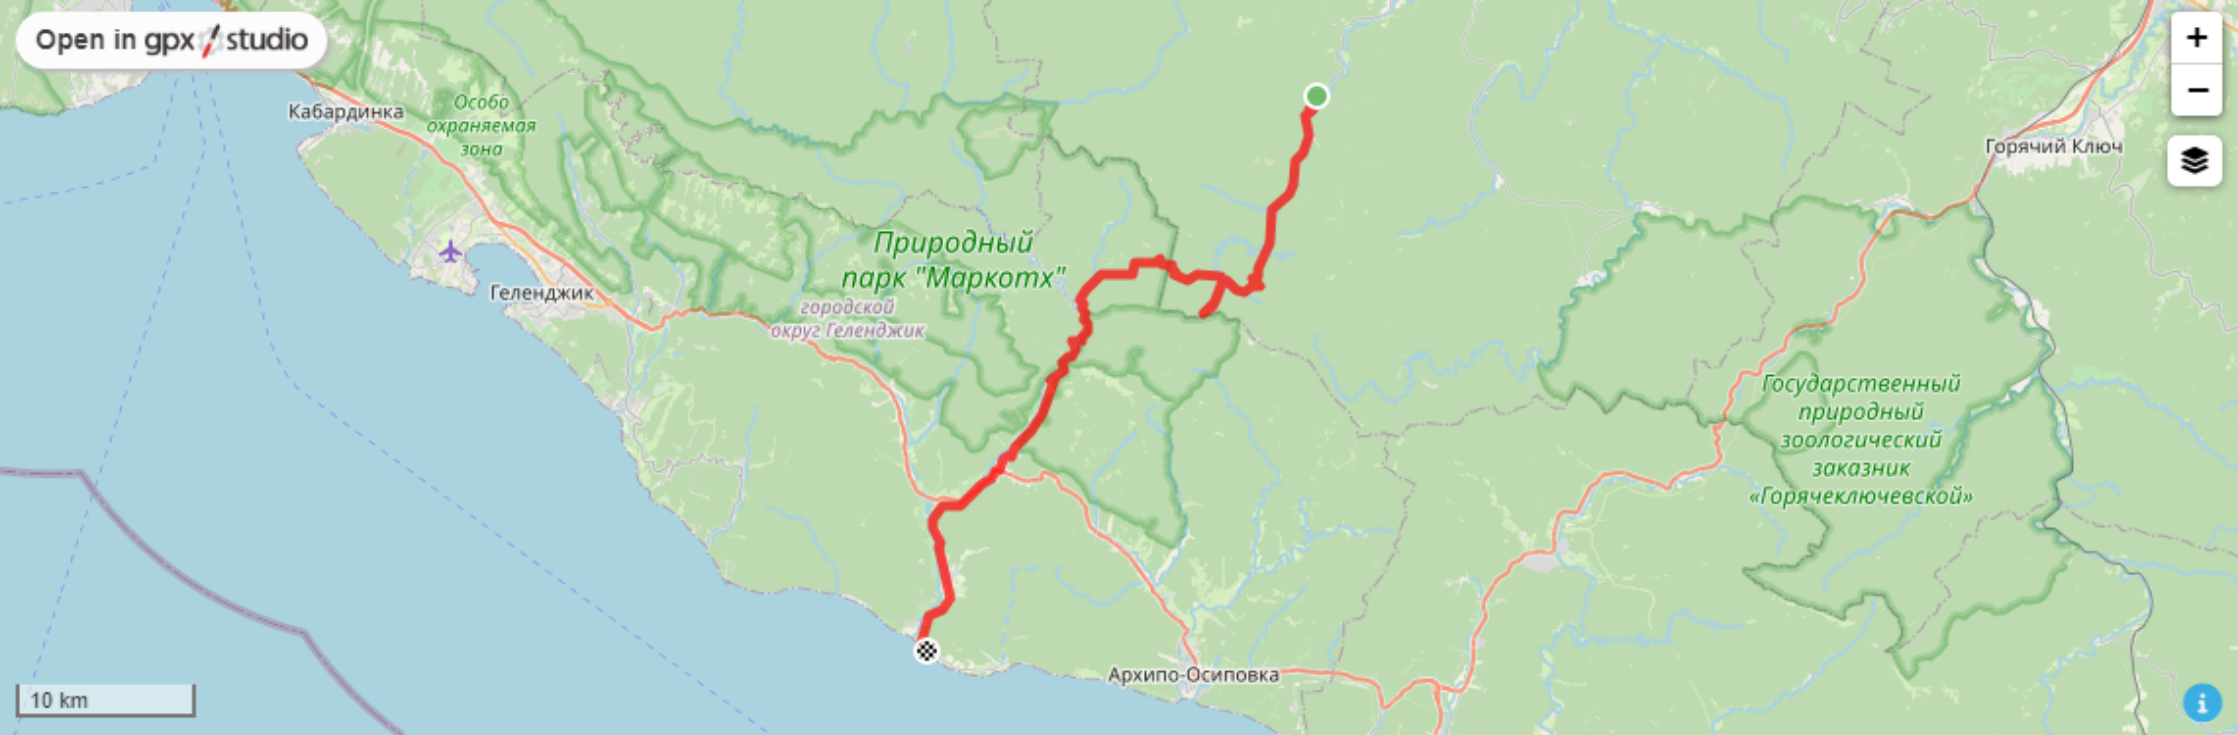 Open in gpx studio
Кабардинка
Особо
охраняемая
зона
Горячий Ключ
Природный
парк "Маркотх"
Геленджик
городской
округ Геленджик
Государственный
природный
зоологический
заказник
«Горячеключевской»
Архипо-Осиповка
10 km
+
−
i